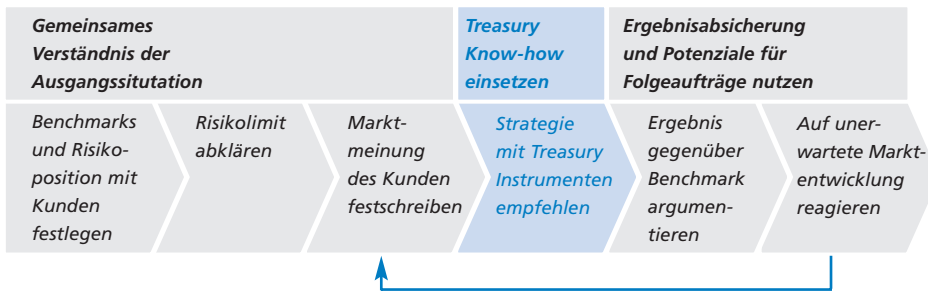 Gemeinsames
Verständnis der
Ausgangssitutation
Treasury
Know-how
einsetzen
Ergebnisabsicherung
und Potenziale für
Folgeaufträge nutzen
Benchmarks
und Risiko-
position mit
Kunden
festlegen
Risikolimit
abklären
Markt-
meinung
des Kunden
festschreiben
Strategie
mit Treasury
Instrumenten
empfehlen
Ergebnis
gegenüber
Benchmark
argumen-
tieren
Auf uner-
wartete Markt-
entwicklung
reagieren